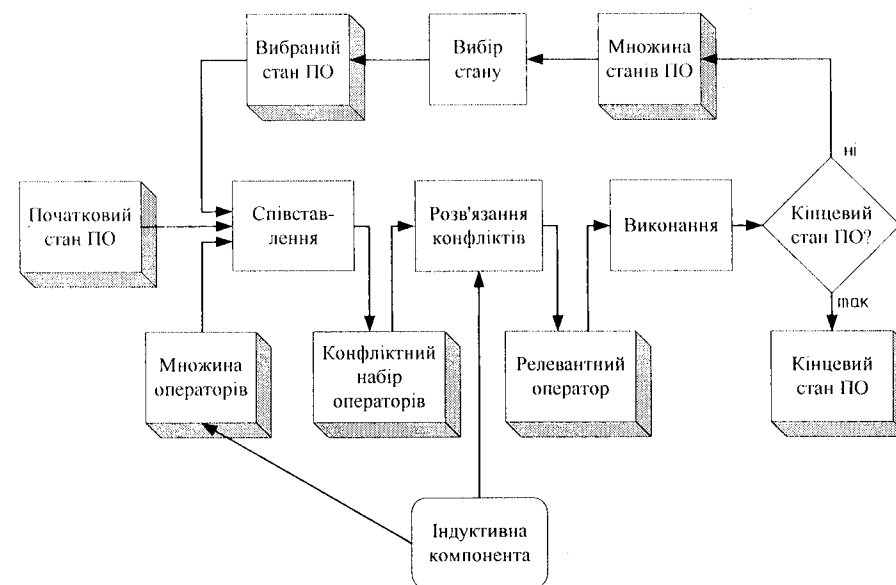 Вибраний
стан ПО
Вибір
стану
Множина
станів ПО
ні
Початковий
стан ПО
Співстав-
лення
Розв'язання
конфліктів
Виконання
Кінцевий
стан ПО?
так
Множина
операторів
Конфліктний
набір
операторів
Релевантний
оператор
Кінцевий
стан ПО
Індуктивна
компонента